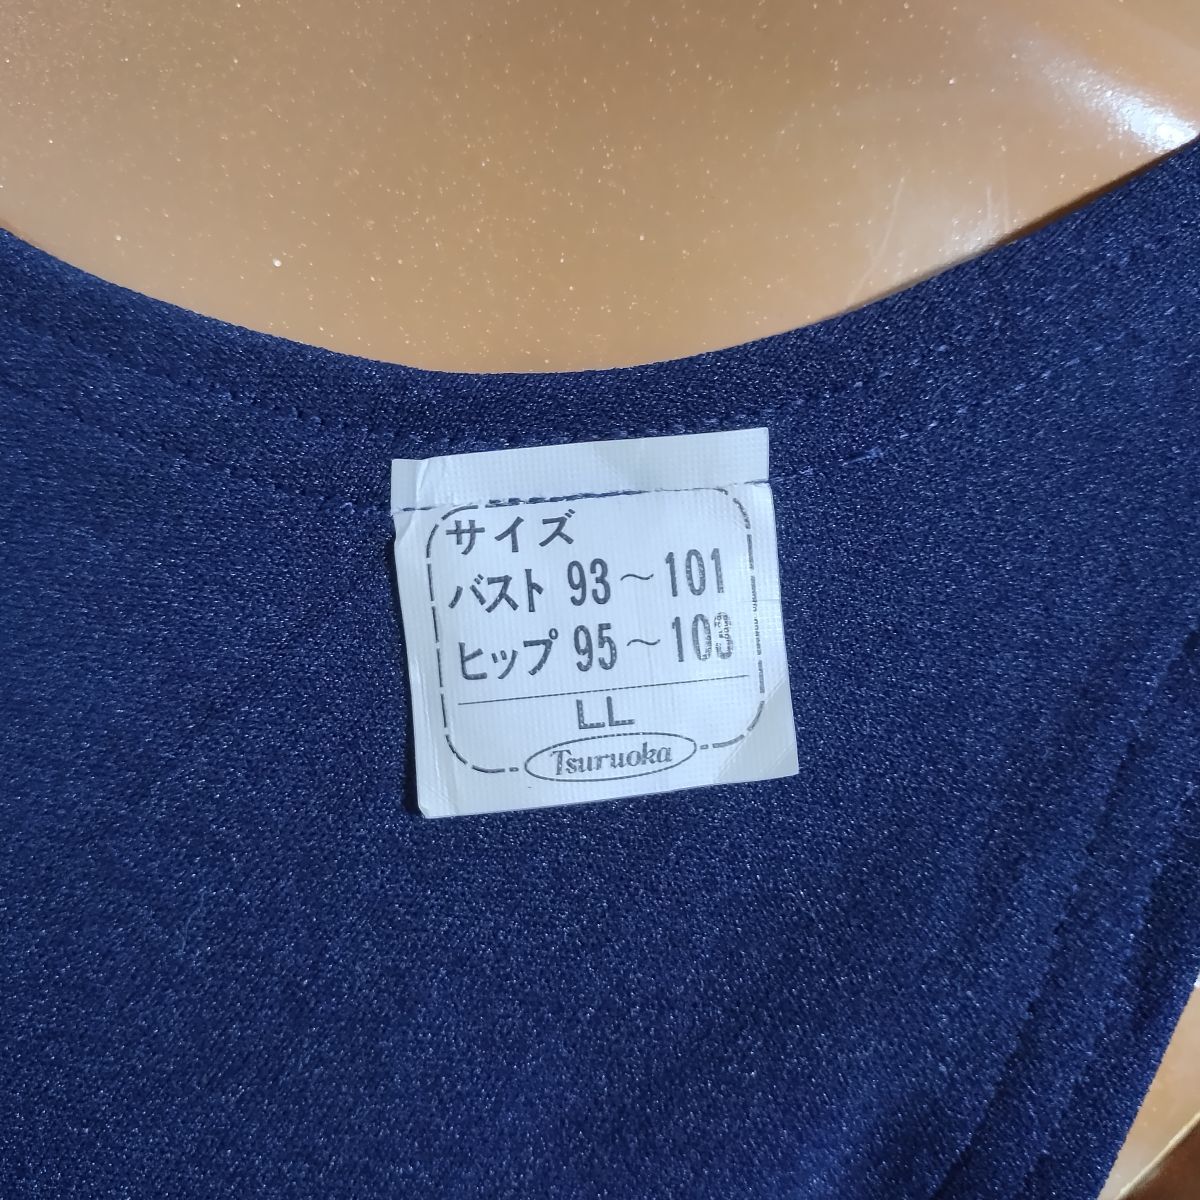 サイズ
バスト 93～101
ヒップ 95～103
LL
Tsuruoka